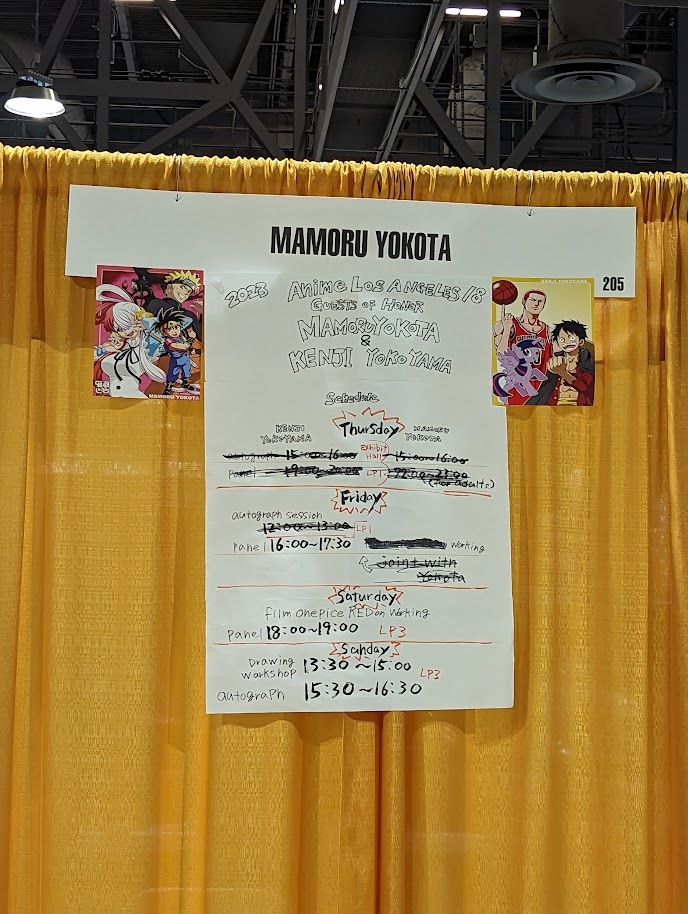 MAMORU YOKOTA
205
2023 Anime Los Angeles 18
GUESTS OF HONOR
MAMORU YOKOTA
&
KENJI YOKOYAMA
KENJI YOKOYAMA
MAMORU YOKOTA
Schedule
Thursday
KENJI YOKOYAMA
MAMORU YOKOTA
autograph 15:00~16:00 Exhibit Hall 15:00~16:00
Panel 19:00~20:00 LP1 22:00~23:00
(for adults)
Friday
autograph session
12:00~13:00 LP1
Panel 16:00~17:30 working
joint with
Yokota
Saturday
Film onepice RED on working
Panel 18:00~19:00 LP3
Sanday
Drawing workshop 13:30~15:00 LP3
autograph 15:30~16:30